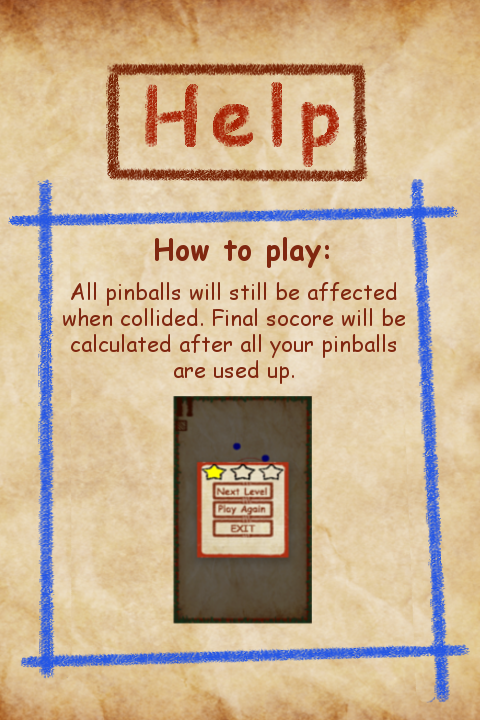 Help
How to play:
All pinballs will still be affected
when collided. Final socore will be
calculated after all your pinballs
are used up.
Next Level
Play Again
EXIT